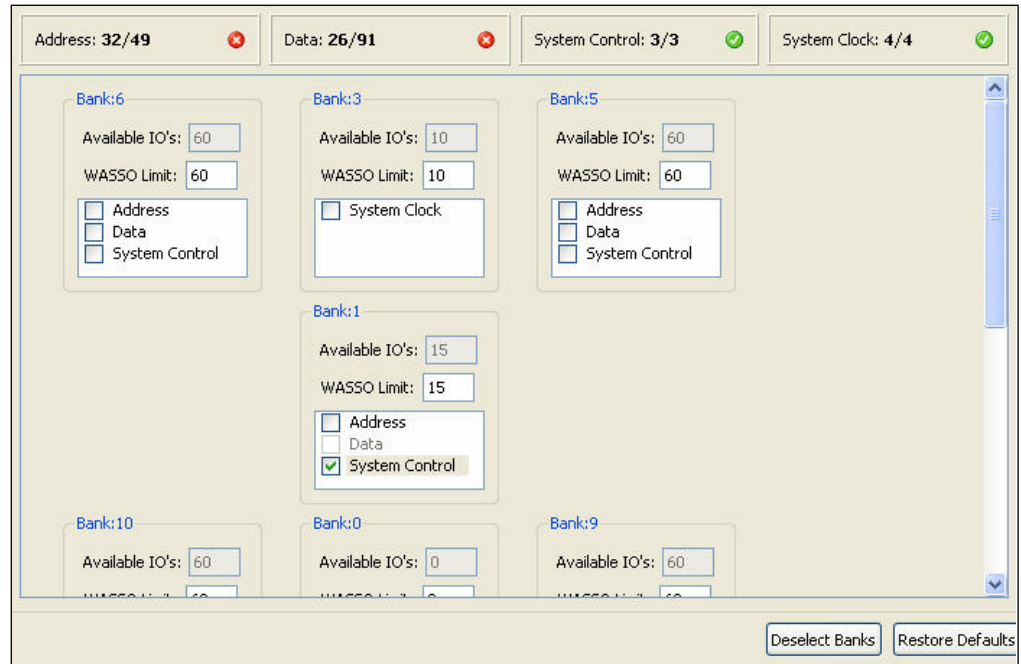 Address: 32/49 Data: 26/91 System Control: 3/3 System Clock: 4/4
Bank:6 Bank:3 Bank:5
Available IO's: 60 Available IO's: 10 Available IO's: 60
WASSO Limit: 60 WASSO Limit: 10 WASSO Limit: 60
Address System Clock Address
Data Data
System Control System Control
Bank:1
Available IO's: 15
WASSO Limit: 15
Address
Data
System Control
Bank:10 Bank:0 Bank:9
Available IO's: 60 Available IO's: 0 Available IO's: 60
Deselect Banks Restore Defaults